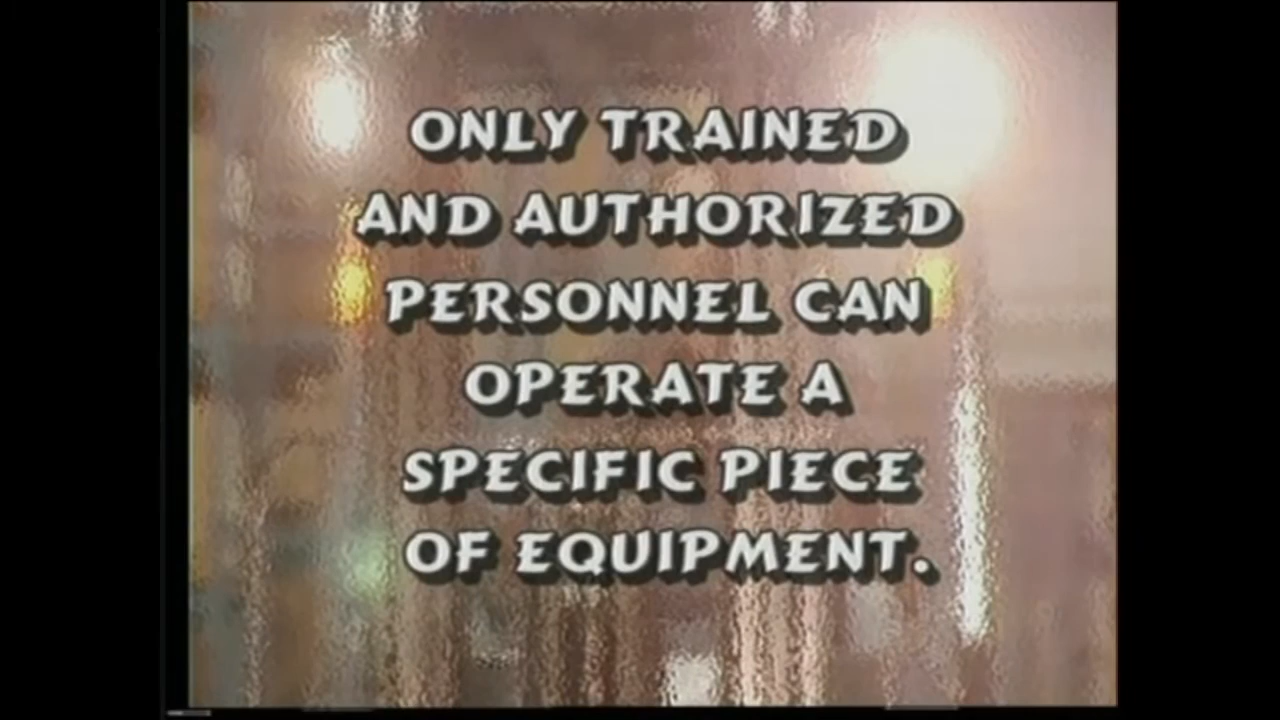 ONLY TRAINED
AND AUTHORIZED
PERSONNEL CAN
OPERATE A
SPECIFIC PIECE
OF EQUIPMENT.